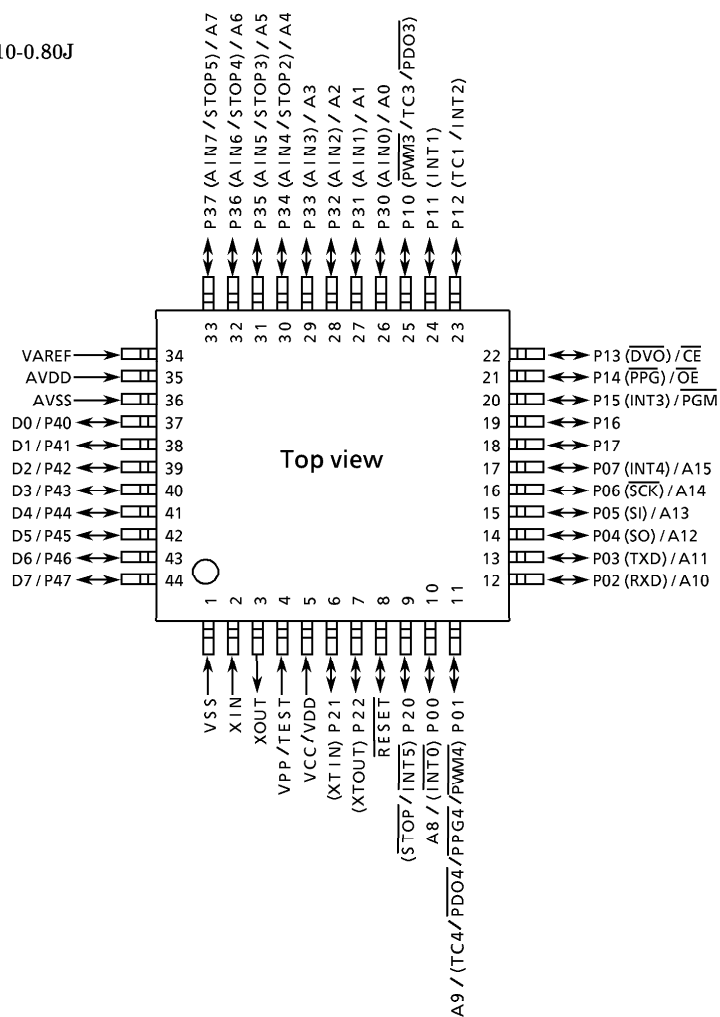 10-0.80J
P37 (AIN7/STOP5) / A7
P36 (AIN6/STOP4) / A6
P35 (AIN5/STOP3) / A5
P34 (AIN4/STOP2) / A4
P33 (AIN3) / A3
P32 (AIN2) / A2
P31 (AIN1) / A1
P30 (AIN0) / A0
P10 (PWM3/TC3/PDO3)
P11 (INT1)
P12 (TC1/INT2)
33 32 31 30 29 28 27 26 25 24 23
VAREF 34
AVDD 35
AVSS 36
D0 / P40 37
D1 / P41 38
D2 / P42 39
D3 / P43 40
D4 / P44 41
D5 / P45 42
D6 / P46 43
D7 / P47 44
Top view
22 P13 (DVO) / CE
21 P14 (PPG) / OE
20 P15 (INT3) / PGM
19 P16
18 P17
17 P07 (INT4) / A15
16 P06 (SCK) / A14
15 P05 (SI) / A13
14 P04 (SO) / A12
13 P03 (TXD) / A11
12 P02 (RXD) / A10
1 2 3 4 5 6 7 8 9 10 11
VSS
XIN
XOUT
VPP/TEST
VCC/VDD
(XTIN) P21
(XTOUT) P22
RESET
(STOP/INT5) P20
A8 / (INT0) P00
A9 / (TC4/PDO4/PPG4/PWM4) P01